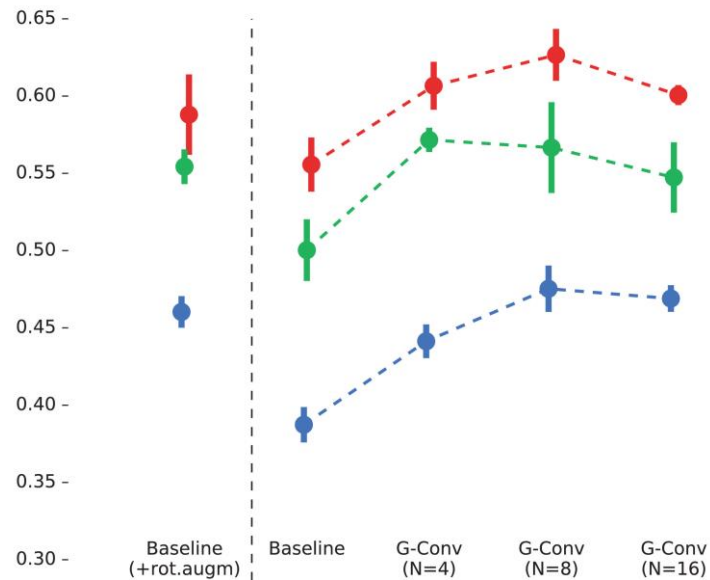 0.65
0.60
0.55
0.50
0.45
0.40
0.35
0.30
Baseline
(+rot.augm)
Baseline
G-Conv
(N=4)
G-Conv
(N=8)
G-Conv
(N=16)